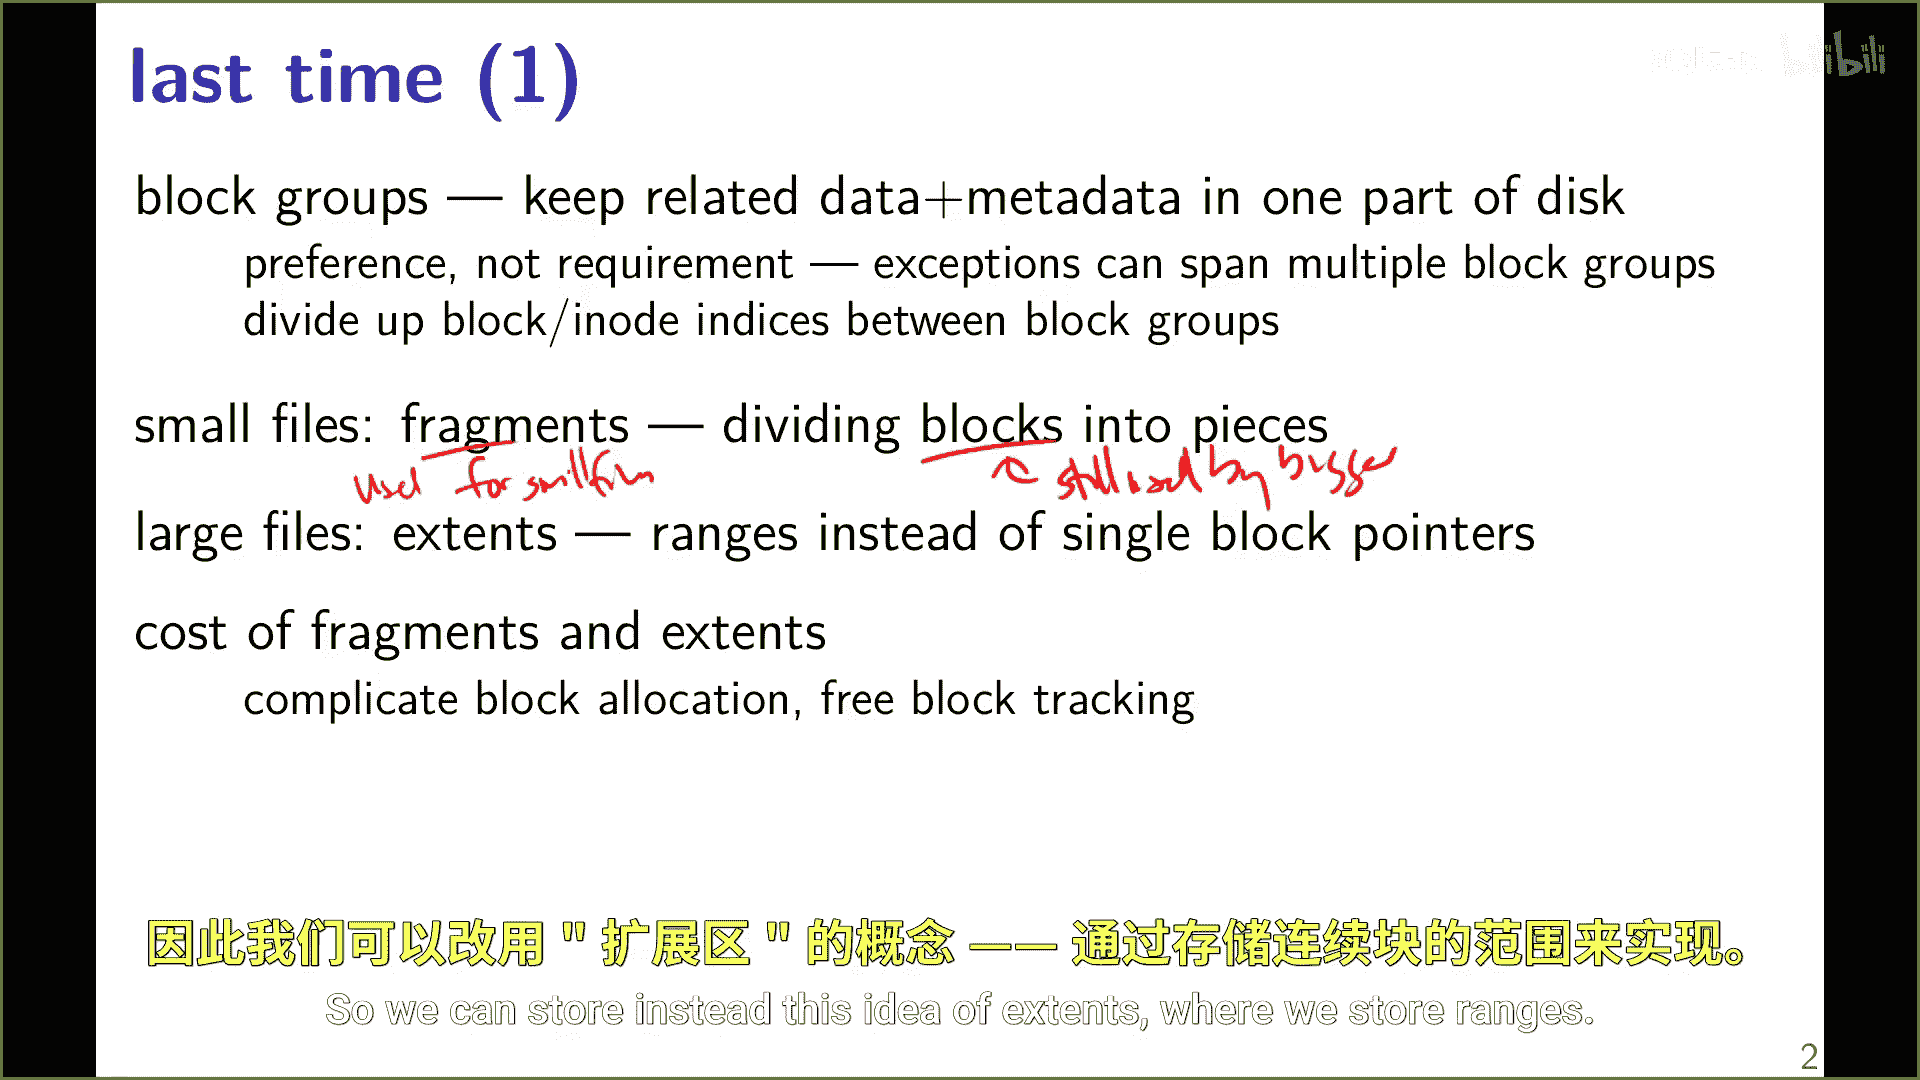 last time (1)
bilibili
block groups — keep related data+metadata in one part of disk
preference, not requirement — exceptions can span multiple block groups
divide up block/inode indices between block groups
small files: fragments — dividing blocks into pieces
used for small files
still used by bigger
large files: extents — ranges instead of single block pointers
cost of fragments and extents
complicate block allocation, free block tracking
因此我们可以改用 " 扩展区 " 的概念 —— 通过存储连续块的范围来实现。
So we can store instead this idea of extents, where we store ranges.
2